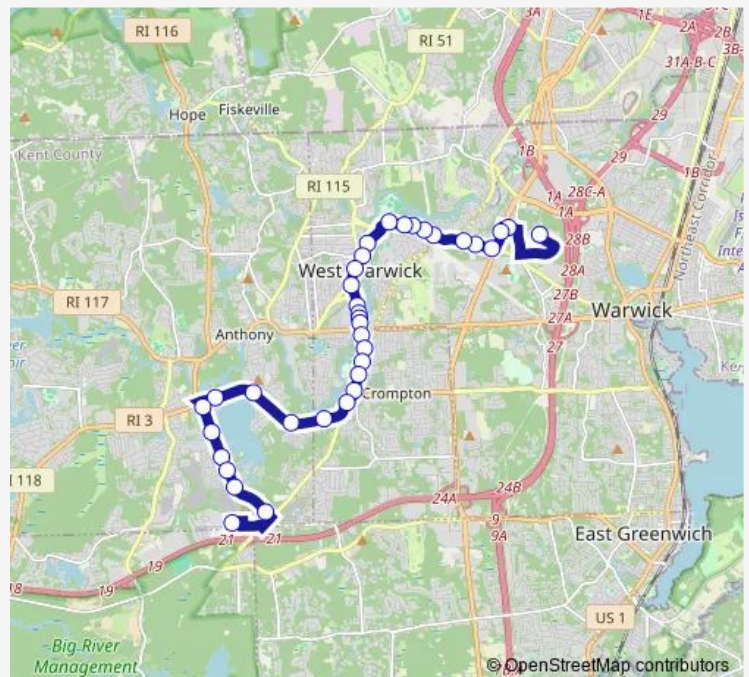 3A
1E
2B
RI 116
RI 51
2A
3B-
31A-B-C
Hope Fiskeville
29
Kent County
1B
29
1B
RI 115
28C-A
1A
1A
Northeast Corridor
28B
28A
West Warwick
27B
RI 117
Warwick
27A
Anthony
27
Crompton
RI 3
118
24B
24A
9
21
21
9A
East Greenwich
19
18
19
US 1
Big River
Management
© OpenStreetMap contributors